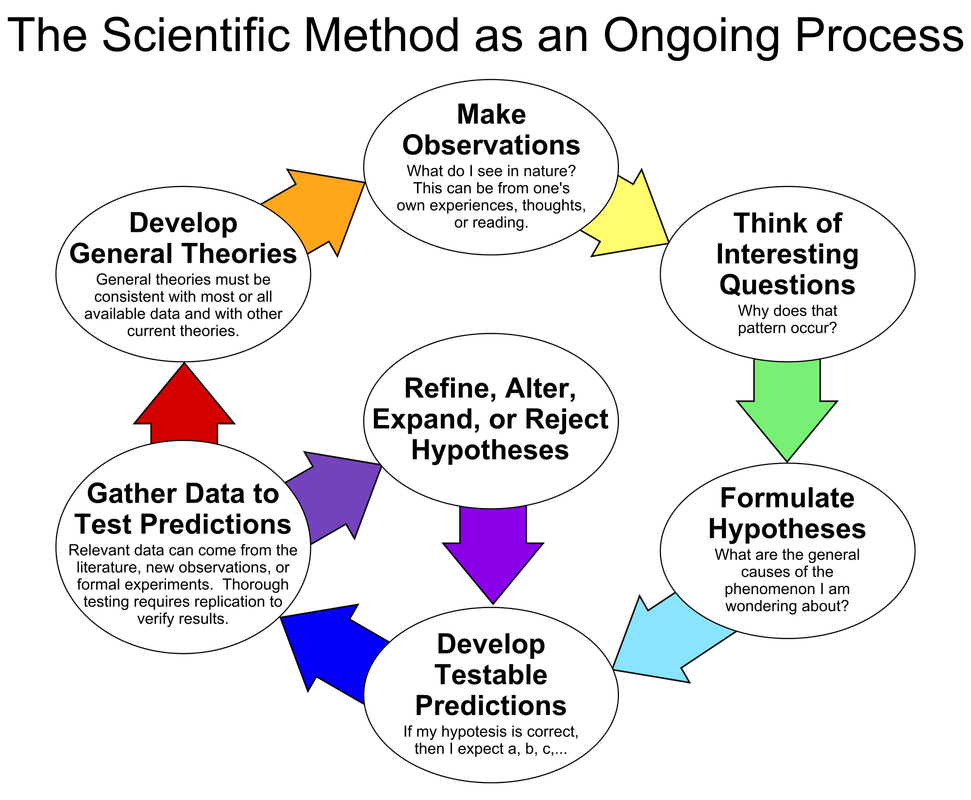 The Scientific Method as an Ongoing Process
Make
Observations
What do I see in nature?
This can be from one's
own experiences, thoughts,
or reading.
Think of
Interesting
Questions
Why does that
pattern occur?
Formulate
Hypotheses
What are the general
causes of the
phenomenon I am
wondering about?
Develop
Testable
Predictions
If my hypotesis is correct,
then I expect a, b, c,...
Gather Data to
Test Predictions
Relevant data can come from the
literature, new observations, or
formal experiments.  Thorough
testing requires replication to
verify results.
Refine, Alter,
Expand, or Reject
Hypotheses
Develop
General Theories
General theories must be
consistent with most or all
available data and with other
current theories.